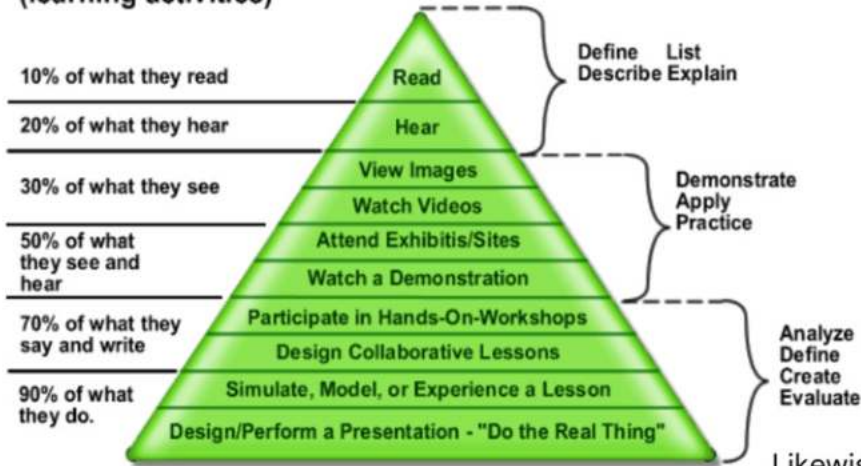 (learning activities)
10% of what they read
20% of what they hear
30% of what they see
50% of what
they see and
hear
70% of what they
say and write
90% of what
they do.
Read
Hear
View Images
Watch Videos
Attend Exhibitis/Sites
Watch a Demonstration
Participate in Hands-On-Workshops
Design Collaborative Lessons
Simulate, Model, or Experience a Lesson
Design/Perform a Presentation - "Do the Real Thing"
Define List
Describe Explain
Demonstrate
Apply
Practice
Analyze
Define
Create
Evaluate